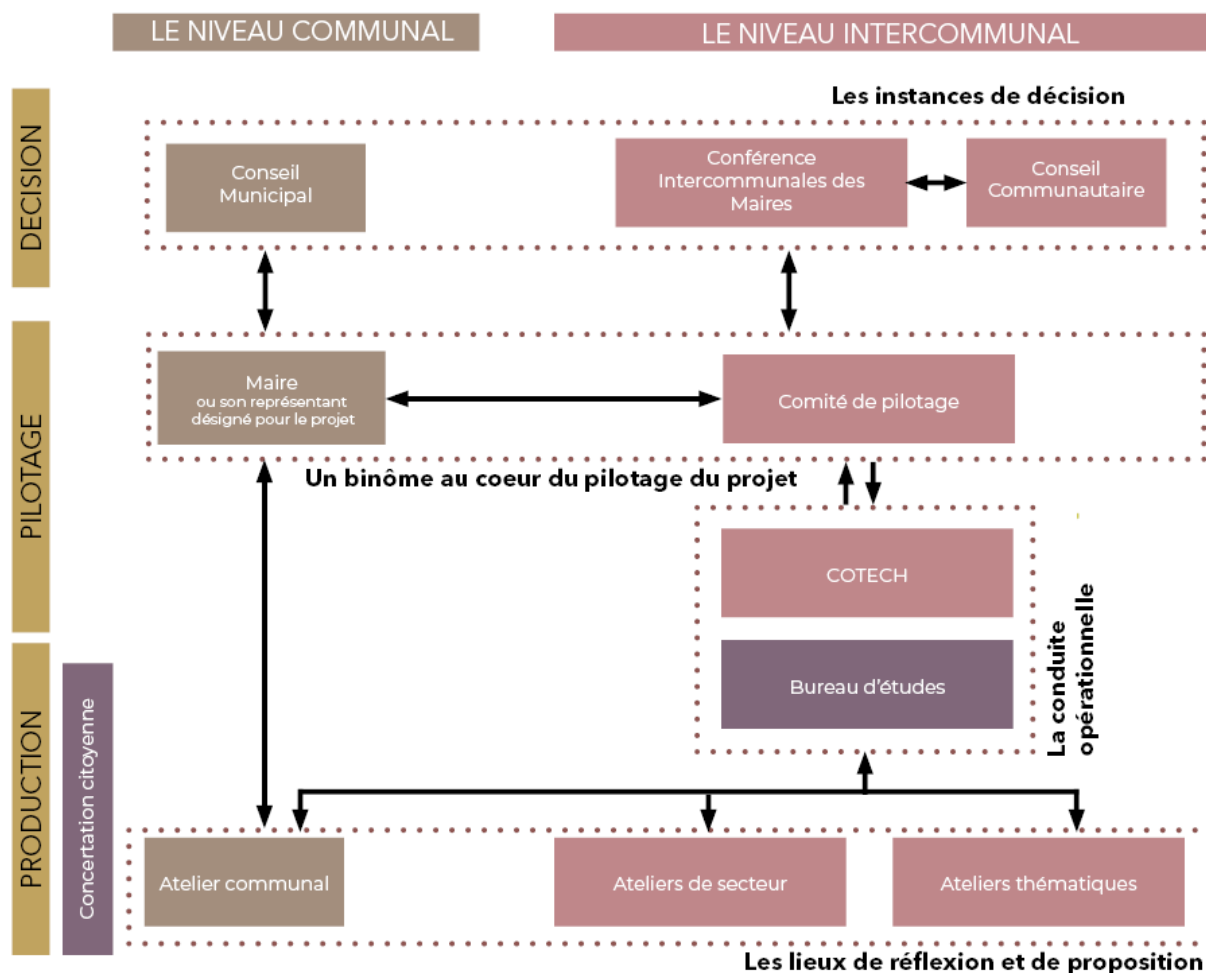 LE NIVEAU COMMUNAL
LE NIVEAU INTERCOMMUNAL
DECISION
Les instances de décision
Conseil
Municipal
Conférence
Intercommunales des
Maires
Conseil
Communautaire
PILOTAGE
Maire
ou son représentant
désigné pour le projet
Comité de pilotage
Un binôme au coeur du pilotage du projet
COTECH
Bureau d'études
La conduite
opérationnelle
PRODUCTION
Concertation citoyenne
Atelier communal
Ateliers de secteur
Ateliers thématiques
Les lieux de réflexion et de proposition